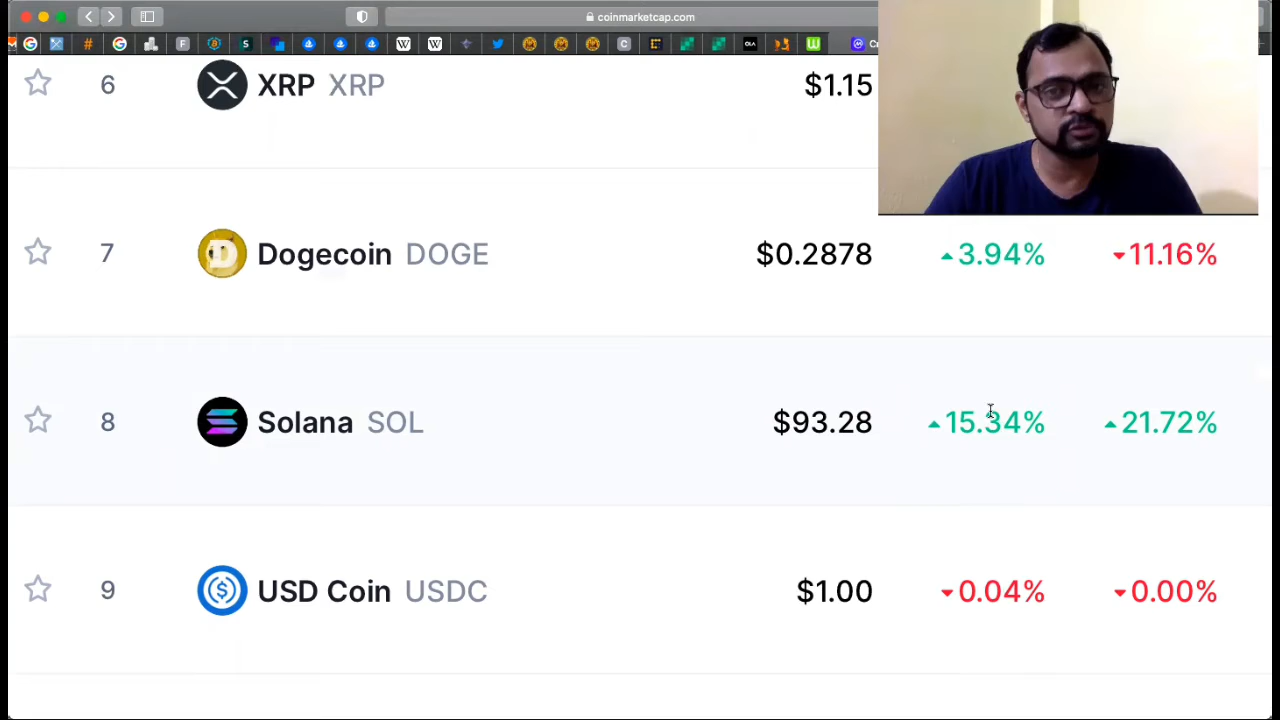 coinmarketcap.com
6 XRP XRP $1.15
7 Dogecoin DOGE $0.2878 3.94% 11.16%
8 Solana SOL $93.28 15.34% 21.72%
9 USD Coin USDC $1.00 0.04% 0.00%